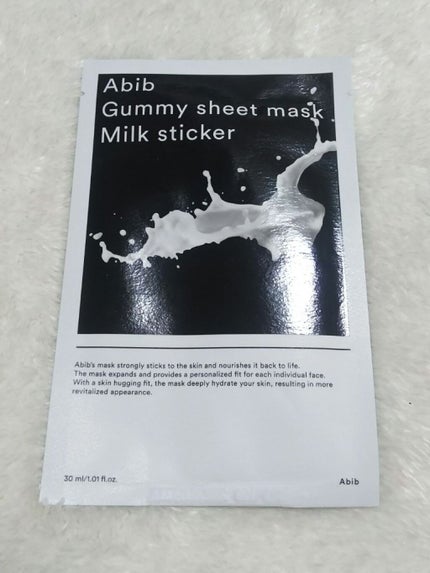 Abib
Gummy sheet mask
Milk sticker
Abib's mask strongly sticks to the skin and nourishes it back to life.
The mask expands and provides a personalized fit for each individual face.
With a skin hugging fit, the mask deeply hydrate your skin, resulting in more
revitalized appearance.
30 ml/1.01 fl.oz.
Abib